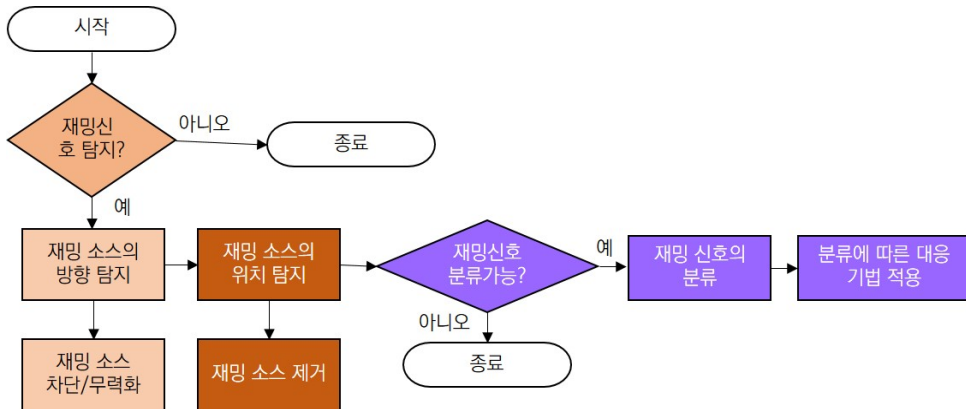 시작
재밍신
호 탐지?
아니오
종료
예
재밍 소스의
방향 탐지
재밍 소스의
위치 탐지
재밍신호
분류가능?
예
재밍 신호의
분류
분류에 따른 대응
기법 적용
아니오
재밍 소스
차단/무력화
재밍 소스 제거
종료